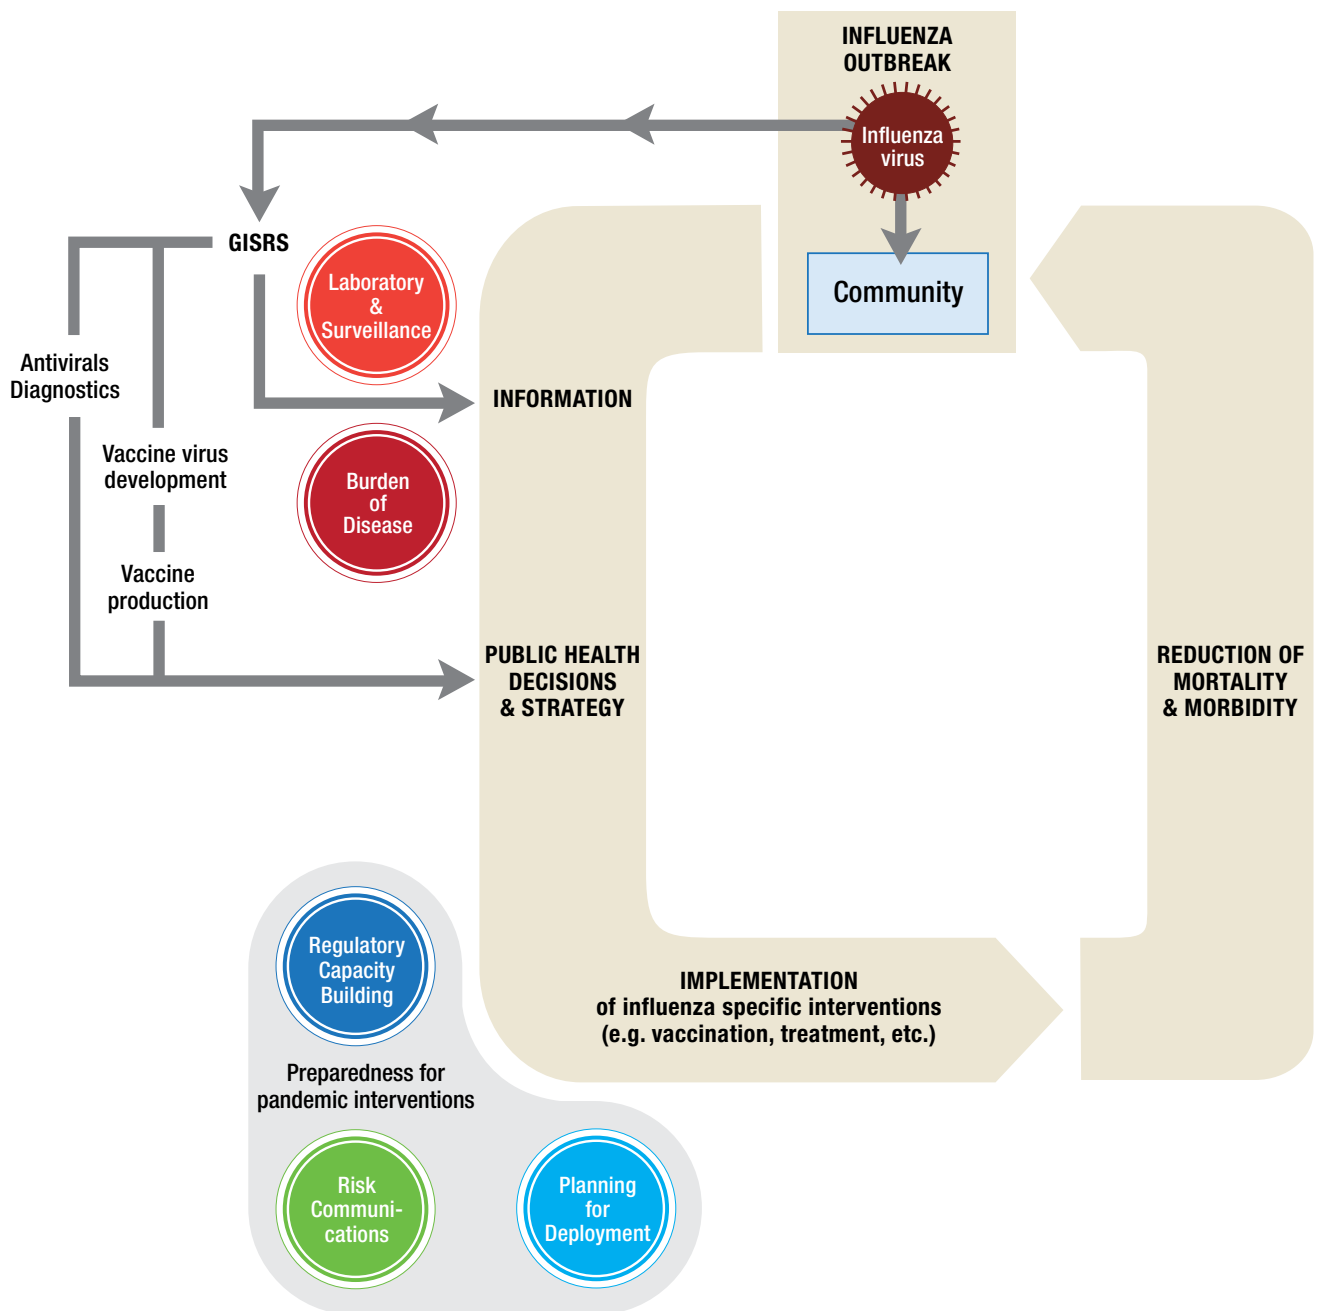 INFLUENZA
OUTBREAK
Influenza
virus
Community
GISRS
Laboratory
&
Surveillance
Antivirals
Diagnostics
INFORMATION
Vaccine virus
development
Burden
of
Disease
Vaccine
production
PUBLIC HEALTH
DECISIONS
& STRATEGY
REDUCTION OF
MORTALITY
& MORBIDITY
Regulatory
Capacity
Building
IMPLEMENTATION
of influenza specific interventions
(e.g. vaccination, treatment, etc.)
Preparedness for
pandemic interventions
Risk
Communi-
cations
Planning
for
Deployment